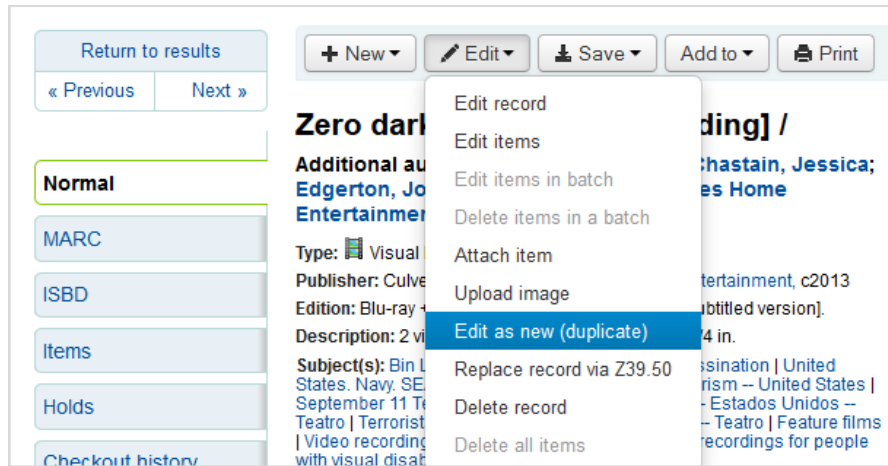 Return to results
« Previous Next »
Normal
MARC
ISBD
Items
Holds
Checkout history
+ New Edit Save Add to Print
Edit record
Edit items
Edit items in batch
Delete items in a batch
Attach item
Upload image
Edit as new (duplicate)
Replace record via Z39.50
Delete record
Delete all items
Zero dark ding] /
Additional au Chastain, Jessica;
Edgerton, Jo es Home
Entertainmen
Type: Visual
Publisher: Culve tertainment, c2013
Edition: Blu-ray + ubtitled version].
Description: 2 vi /4 in.
Subject(s): Bin L ssination | United
States. Navy. SE rism -- United States |
September 11 Te - Estados Unidos --
Teatro | Terrorist -- Teatro | Feature films
| Video recording recordings for people
with visual disab